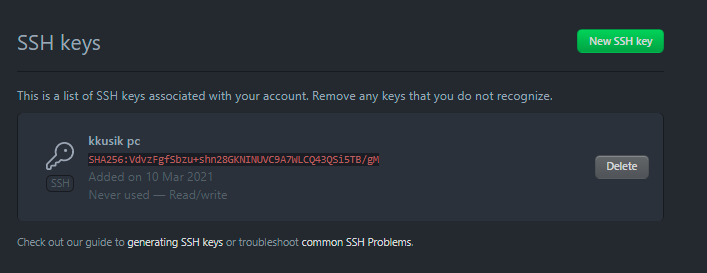 SSH keys
New SSH key
This is a list of SSH keys associated with your account. Remove any keys that you do not recognize.
kkusik pc
SHA256:VdvzFgfSbzu+shn28GKNINUVC9A7WLCQ43QSi5TB/gM
Added on 10 Mar 2021
Never used — Read/write
SSH
Delete
Check out our guide to generating SSH keys or troubleshoot common SSH Problems.